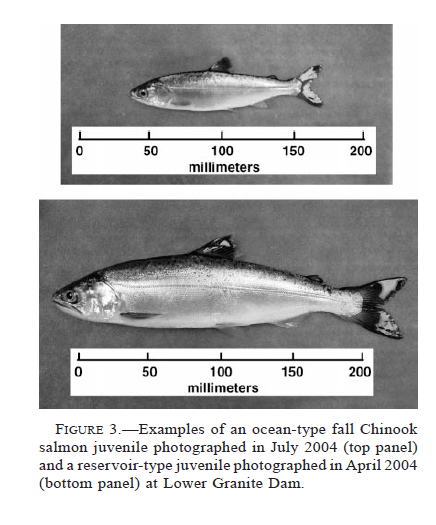 0 50 100 150 200
millimeters
0 50 100 150 200
millimeters
FIGURE 3.—Examples of an ocean-type fall Chinook
salmon juvenile photographed in July 2004 (top panel)
and a reservoir-type juvenile photographed in April 2004
(bottom panel) at Lower Granite Dam.